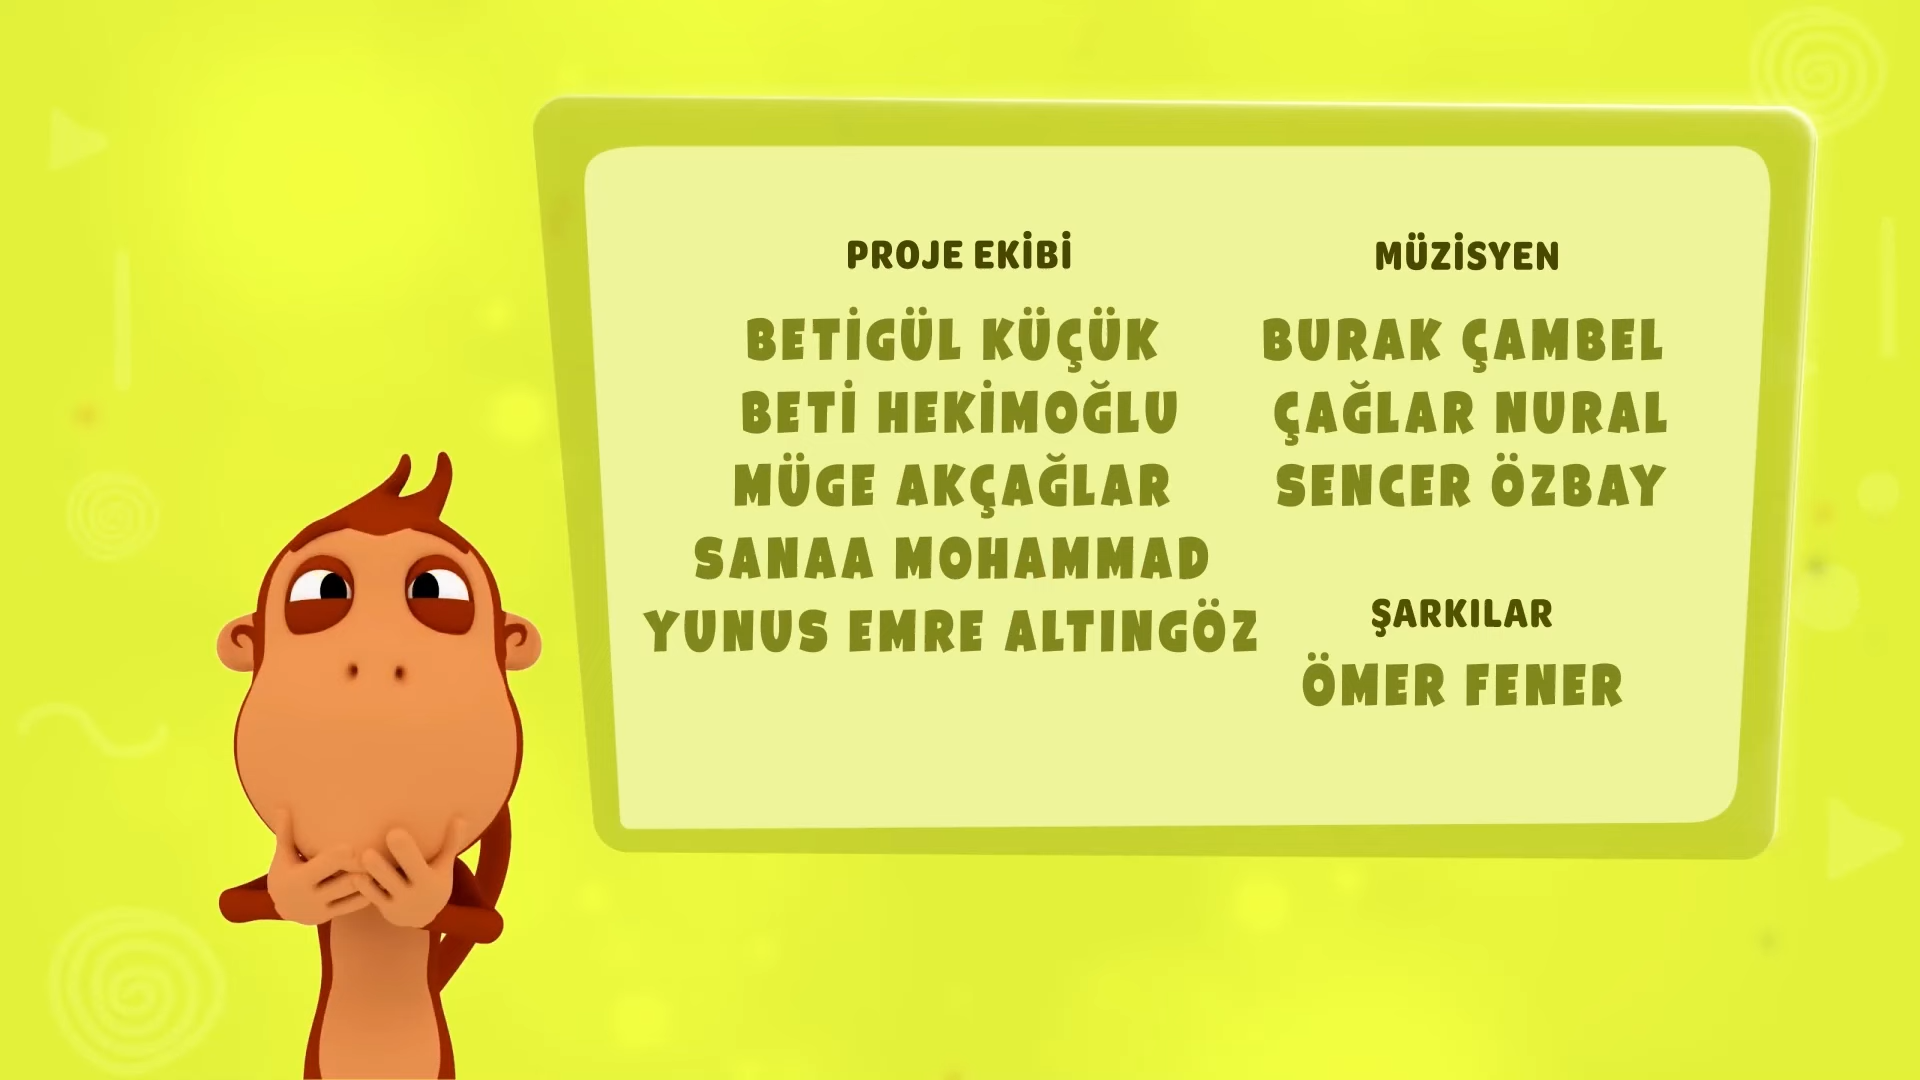 PROJE EKİBİ
BETİGÜL KÜÇÜK
BETİ HEKİMOĞLU
MÜGE AKÇAĞLAR
SANAA MOHAMMAD
YUNUS EMRE ALTINGÖZ
MÜZİSYEN
BURAK ÇAMBEL
ÇAĞLAR NURAL
SENCER ÖZBAY
ŞARKILAR
ÖMER FENER